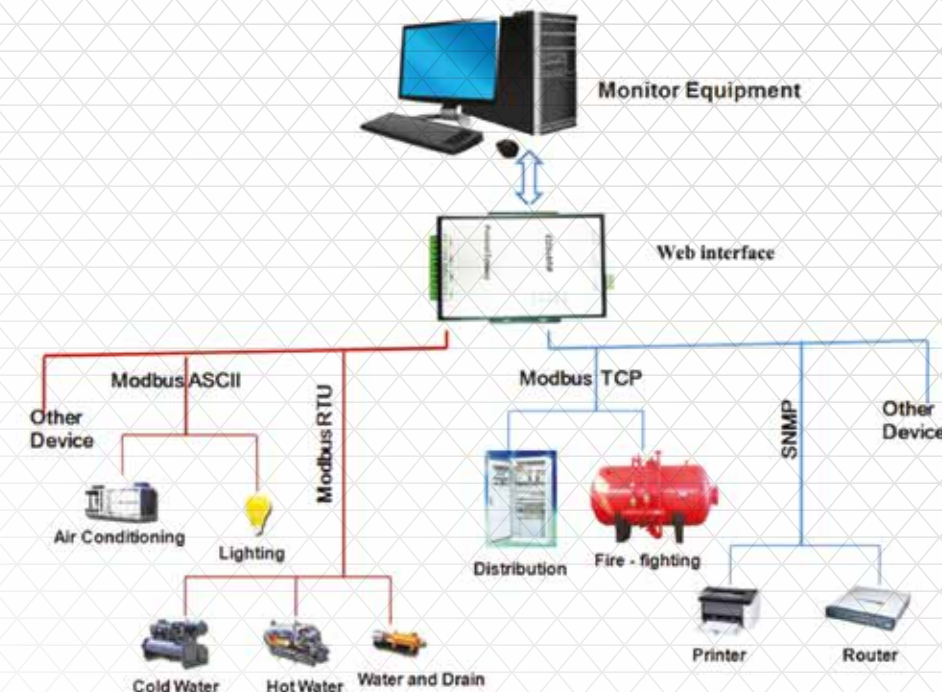 Monitor Equipment
Web interface
Modbus ASCII
Modbus TCP
Other
Device
Modbus RTU
SNMP
Other
Device
Air Conditioning
Lighting
Distribution
Fire - fighting
Cold Water
Hot Water
Water and Drain
Printer
Router